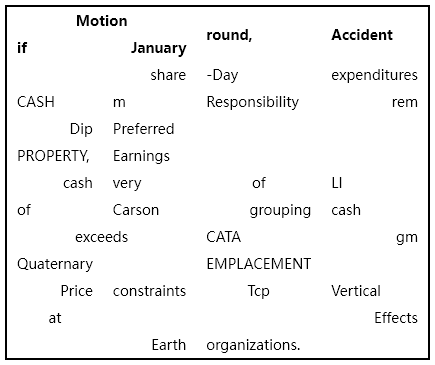 Motion round, Accident
if January
share -Day expenditures
CASH m Responsibility rem
Dip Preferred
PROPERTY, Earnings
cash very of LI
of Carson grouping cash
exceeds CATA gm
Quaternary EMPLACEMENT
Price constraints Tcp Vertical
at Effects
Earth organizations.